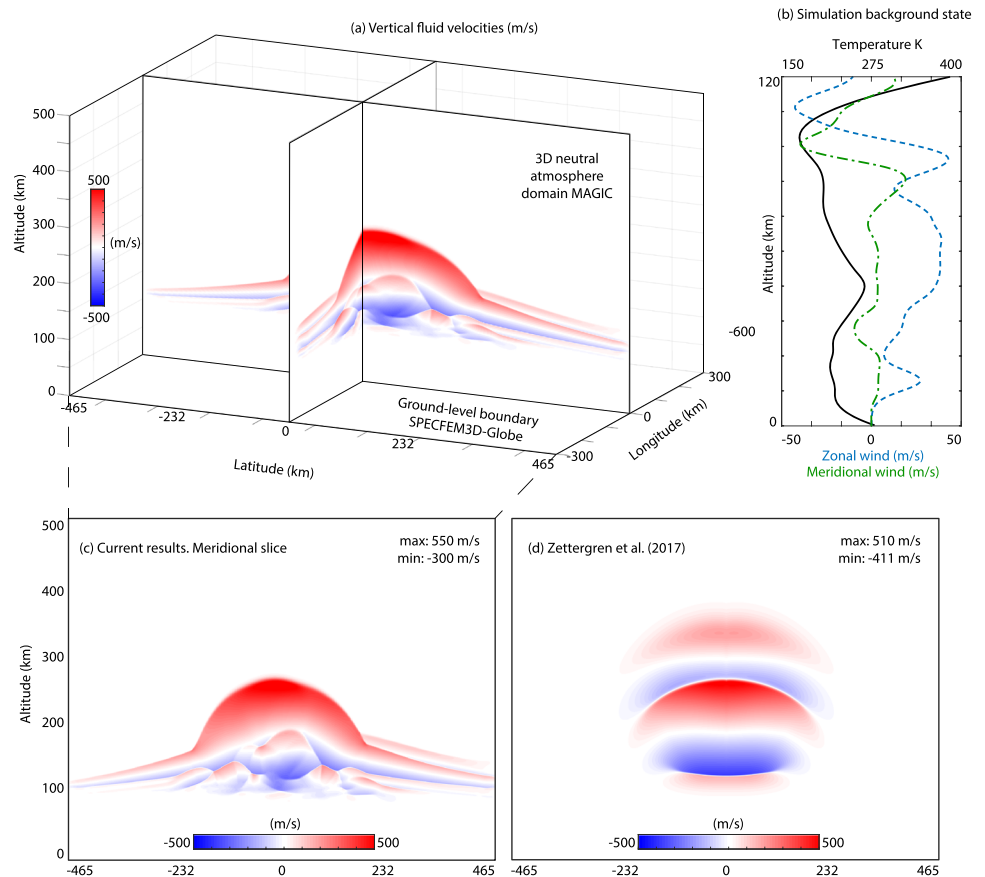 (a) Vertical fluid velocities (m/s)
500
400
300
200
100
0
Altitude (km)
500
(m/s)
-500
3D neutral
atmosphere
domain MAGIC
-465
-232
0
232
465
Latitude (km)
Ground-level boundary
SPECFEM3D-Globe
-600
300
0
-300
Longitude (km)
(b) Simulation background state
Temperature K
150 275 400
120
0
Altitude (km)
-50 0 50
Zonal wind (m/s)
Meridional wind (m/s)
(c) Current results. Meridional slice
max: 550 m/s
min: -300 m/s
500
400
300
200
100
0
Altitude (km)
(m/s)
-500 500
-465 -232 0 232 465
(d) Zettergren et al. (2017)
max: 510 m/s
min: -411 m/s
(m/s)
-500 500
-465 -232 0 232 465